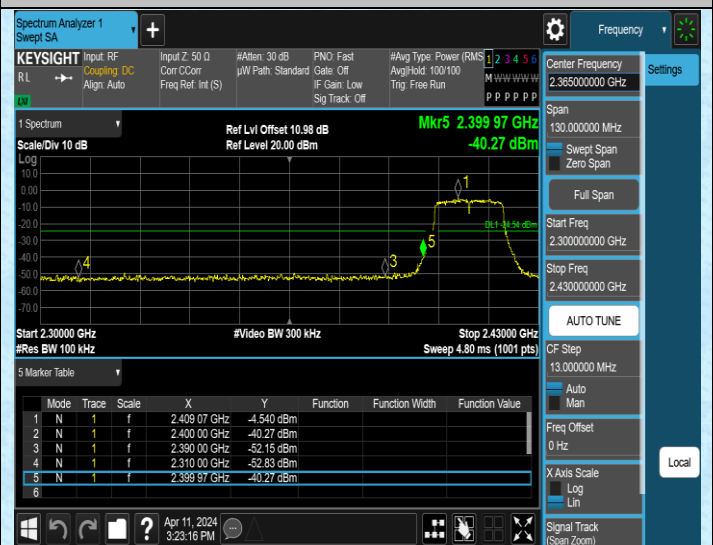 Spectrum Analyzer 1
Swept SA
+
Frequency
KEYSIGHT
RL
LXI
Input: RF
Coupling: DC
Align: Auto
Input Z: 50 Ω
Corr CCorr
Freq Ref: Int (S)
#Atten: 30 dB
µW Path: Standard
PNO: Fast
Gate: Off
IF Gain: Low
Sig Track: Off
#Avg Type: Power (RMS
Avg|Hold: 100/100
Trig: Free Run
1 2 3 4 5 6
M W W W W W
P P P P P P
1 Spectrum
Scale/Div 10 dB
Ref Lvl Offset 10.98 dB
Ref Level 20.00 dBm
Mkr5 2.399 97 GHz
-40.27 dBm
Log
10.0
0.00
-10.0
-20.0
-30.0
-40.0
-50.0
-60.0
-70.0
1
DL1 -24.54 dBm
5
3
4
Start 2.30000 GHz
#Res BW 100 kHz
#Video BW 300 kHz
Stop 2.43000 GHz
Sweep 4.80 ms (1001 pts)
5 Marker Table
Mode Trace Scale X Y Function Function Width Function Value
1 N 1 f 2.409 07 GHz -4.540 dBm
2 N 1 f 2.400 00 GHz -40.27 dBm
3 N 1 f 2.390 00 GHz -52.15 dBm
4 N 1 f 2.310 00 GHz -52.83 dBm
5 N 1 f 2.399 97 GHz -40.27 dBm
6
?
Apr 11, 2024
3:23:16 PM
Center Frequency
2.365000000 GHz
Settings
Span
130.000000 MHz
Swept Span
Zero Span
Full Span
Start Freq
2.300000000 GHz
Stop Freq
2.430000000 GHz
AUTO TUNE
CF Step
13.000000 MHz
Auto
Man
Freq Offset
0 Hz
Local
X Axis Scale
Log
Lin
Signal Track
(Span Zoom)